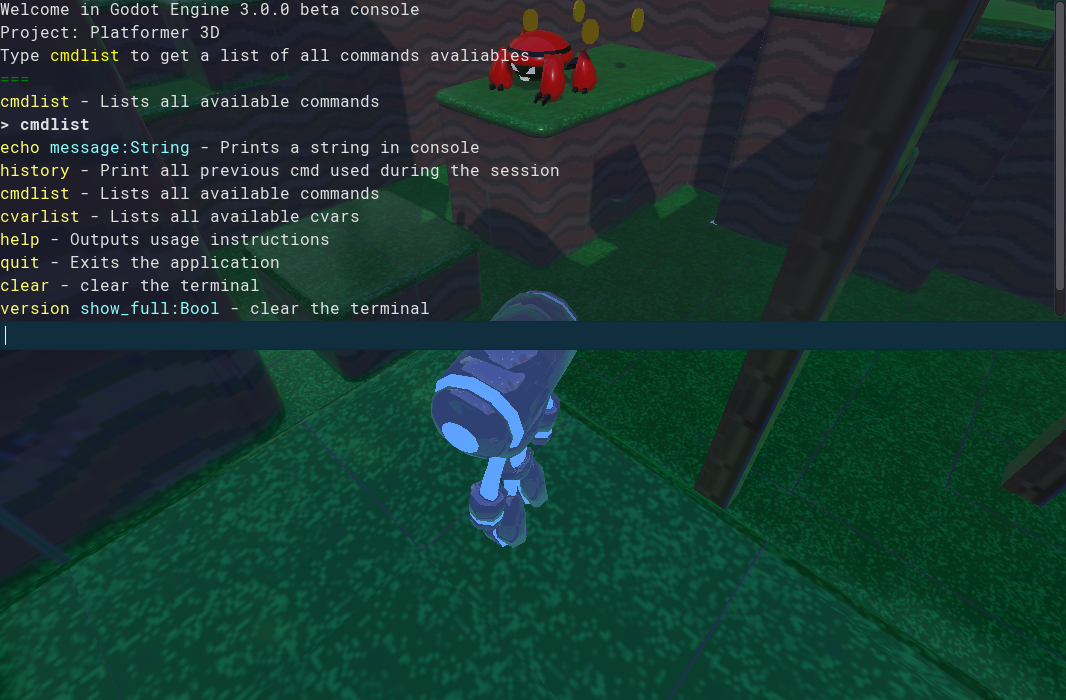 Welcome in Godot Engine 3.0.0 beta console
Project: Platformer 3D
Type cmdlist to get a list of all commands avaliables
===
cmdlist - Lists all available commands
> cmdlist
echo message:String - Prints a string in console
history - Print all previous cmd used during the session
cmdlist - Lists all available commands
cvarlist - Lists all available cvars
help - Outputs usage instructions
quit - Exits the application
clear - clear the terminal
version show_full:Bool - clear the terminal